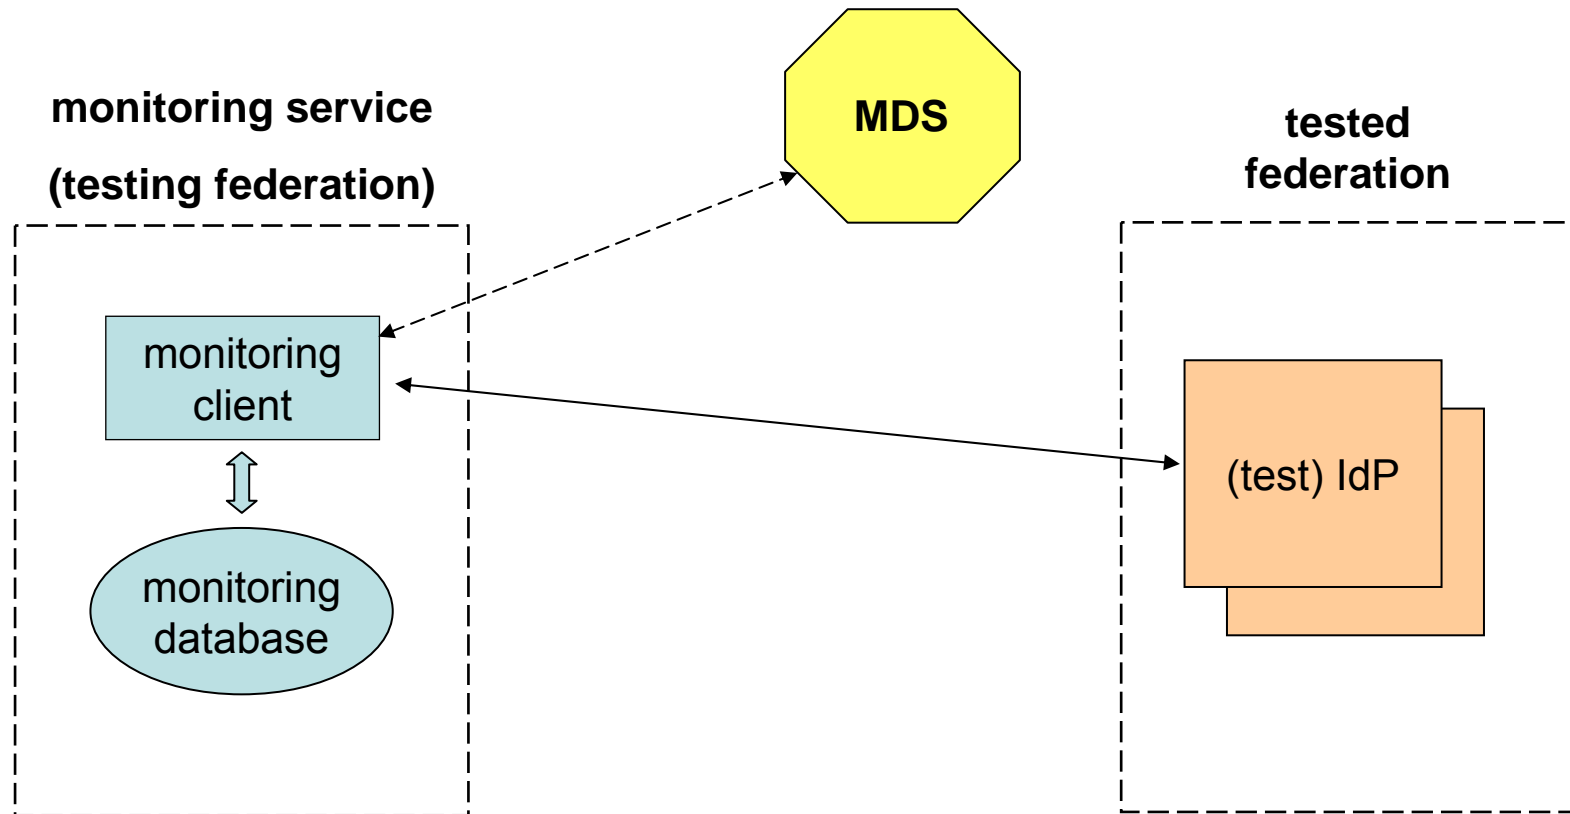 monitoring service
(testing federation)
MDS
tested
federation
monitoring
client
monitoring
database
(test) IdP